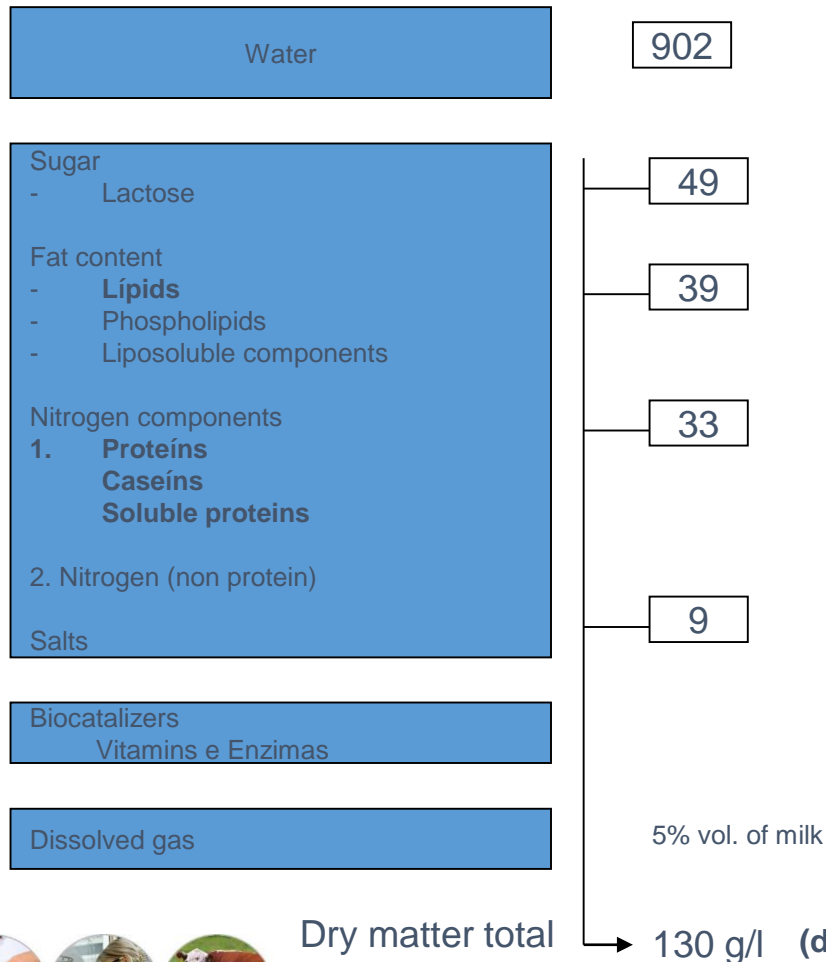 Water 902
Sugar
- Lactose 49
Fat content
- Lípids 39
- Phospholipids
- Liposoluble components
Nitrogen components
1. Proteíns 33
Caseíns
Soluble proteins
2. Nitrogen (non protein)
Salts 9
Biocatalizers
Vitamins e Enzimas
Dissolved gas 5% vol. of milk
Dry matter total 130 g/l (d